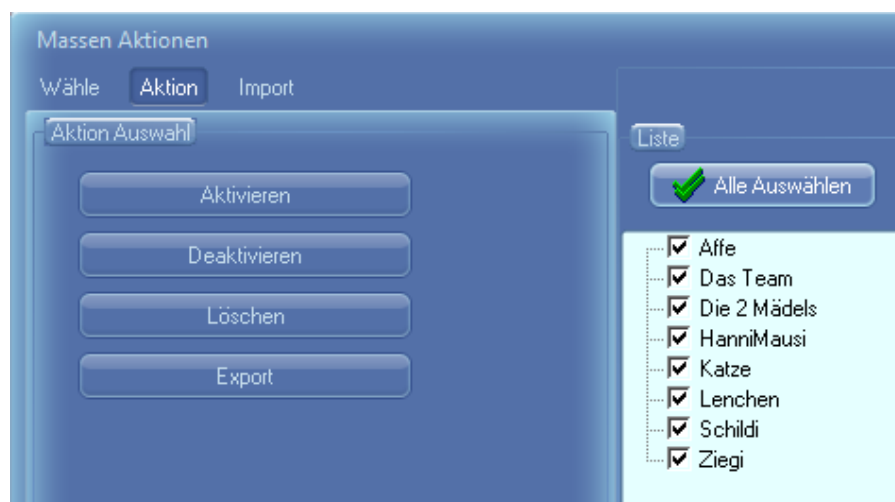 Massen Aktionen
Wähle Aktion Import
Aktion Auswahl
Aktivieren
Deaktivieren
Löschen
Export
Liste
Alle Auswählen
Affe
Das Team
Die 2 Mädels
HanniMausi
Katze
Lenchen
Schildi
Ziegi